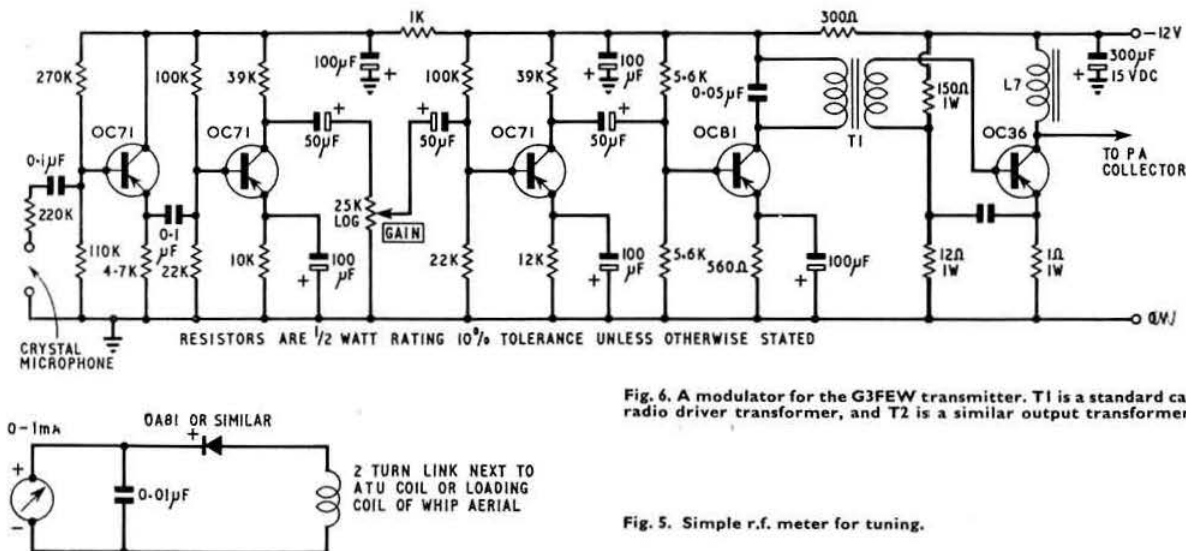 1K
300Ω
−12V
270K
100K
39K
100µF
+
100K
39K
100
µF
+
5.6K
0·05µF
T1
150Ω
1W
L7
300µF
15 VDC
+
OC71
OC71
+
50µF
+
50µF
OC71
+
50µF
OC81
OC36
TO PA
COLLECTOR
0·1µF
220K
25K
LOG
GAIN
110K
4·7K
0·1
µF
22K
10K
100
µF
+
22K
12K
100
µF
+
5.6K
560Ω
100µF
+
12Ω
1W
1Ω
1W
CRYSTAL
MICROPHONE
RESISTORS ARE 1/2 WATT RATING 10% TOLERANCE UNLESS OTHERWISE STATED
Fig. 6. A modulator for the G3FEW transmitter. T1 is a standard ca
radio driver transformer, and T2 is a similar output transformer
0-1mA
+
−
0·01µF
+
OA81 OR SIMILAR
2 TURN LINK NEXT TO
ATU COIL OR LOADING
COIL OF WHIP AERIAL
Fig. 5. Simple r.f. meter for tuning.